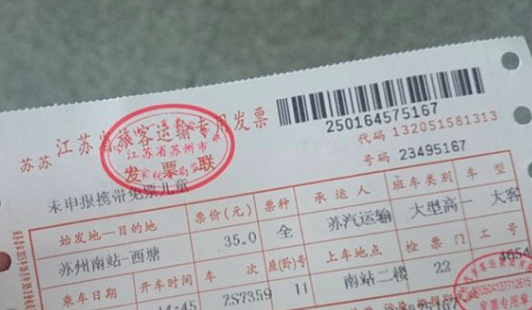 250164575167
苏苏 江苏省旅客运输专用发票
代码 132051581313
江苏省苏州市
发票联
号码 23495167
未申报携带免票儿童
始发地—目的地 票价(元) 票种 承运人 班车类别 车型
苏州南站-西塘 35.0 全 苏汽运输 大型高一 大客
乘车日期 开车时间 车次 座(卧)号 上车地点 检票门 工号
ZS7359 11 南站二楼 22